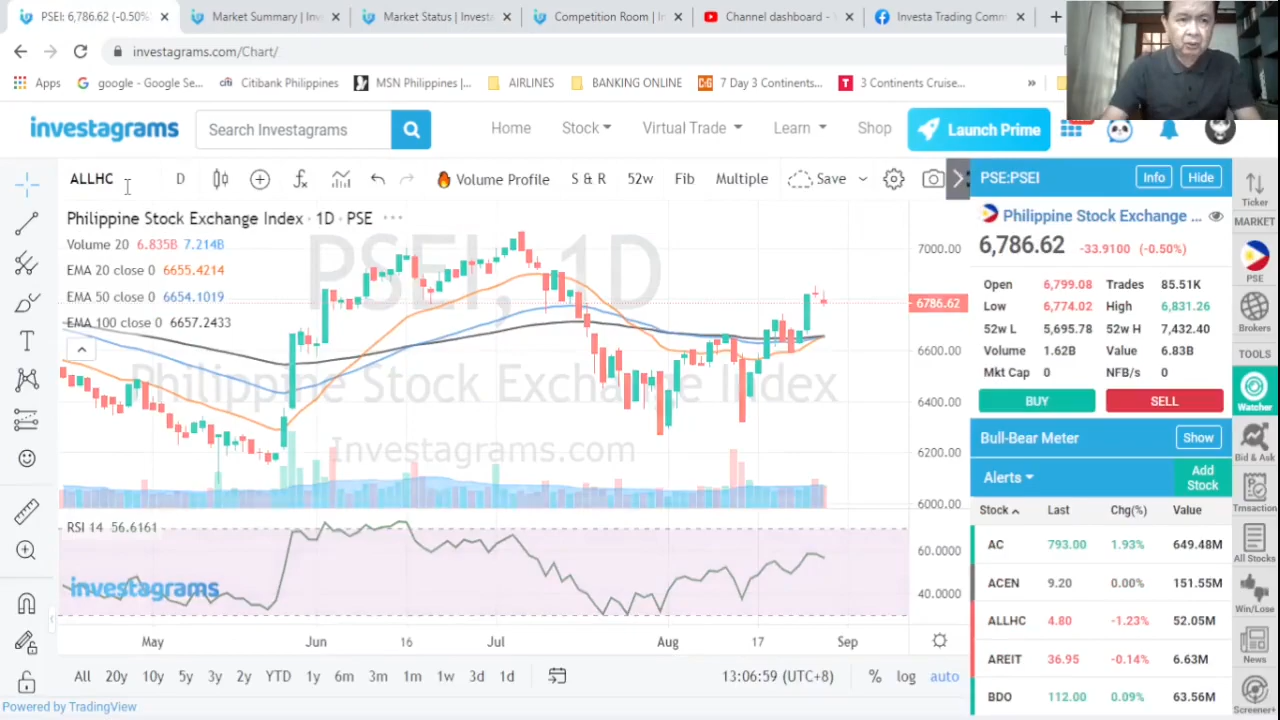 PSEI: 6,786.62 (-0.50%
Market Summary | Inv
Market Status | Investa
Competition Room | In
Channel dashboard -
Investa Trading Comm
investagrams.com/Chart/
Apps
google - Google Se...
Citibank Philippines
MSN Philippines |...
AIRLINES
BANKING ONLINE
7 Day 3 Continents...
3 Continents Cruise...
investagrams
Search Investagrams
Home
Stock
Virtual Trade
Learn
Shop
Launch Prime
ALLHC
D
Volume Profile
S & R
52w
Fib
Multiple
Save
Philippine Stock Exchange Index · 1D · PSE
Volume 20 6.835B 7.214B
EMA 20 close 0 6655.4214
EMA 50 close 0 6654.1019
EMA 100 close 0 6657.2433
PSEI, 1D
Philippine Stock Exchange Index
Investagrams.com
7000.00
6786.62
6600.00
6400.00
6200.00
6000.00
RSI 14 56.6161
60.0000
40.0000
investagrams
May
Jun
16
Jul
Aug
17
Sep
All 20y 10y 5y 3y 2y YTD 1y 6m 3m 1m 1w 3d 1d
13:06:59 (UTC+8)
% log auto
Powered by TradingView
PSE:PSEI
Info
Hide
Philippine Stock Exchange ...
6,786.62 -33.9100 (-0.50%)
Open 6,799.08 Trades 85.51K
Low 6,774.02 High 6,831.26
52w L 5,695.78 52w H 7,432.40
Volume 1.62B Value 6.83B
Mkt Cap 0 NFB/s 0
BUY
SELL
Bull-Bear Meter
Show
Alerts
Add Stock
Stock Last Chg(%) Value
AC 793.00 1.93% 649.48M
ACEN 9.20 0.00% 151.55M
ALLHC 4.80 -1.23% 52.05M
AREIT 36.95 -0.14% 6.63M
BDO 112.00 0.09% 63.56M
Ticker
MARKET
PSE
Brokers
TOOLS
Watcher
Bid & Ask
Trnsaction
All Stocks
Win/Lose
News
Screener+